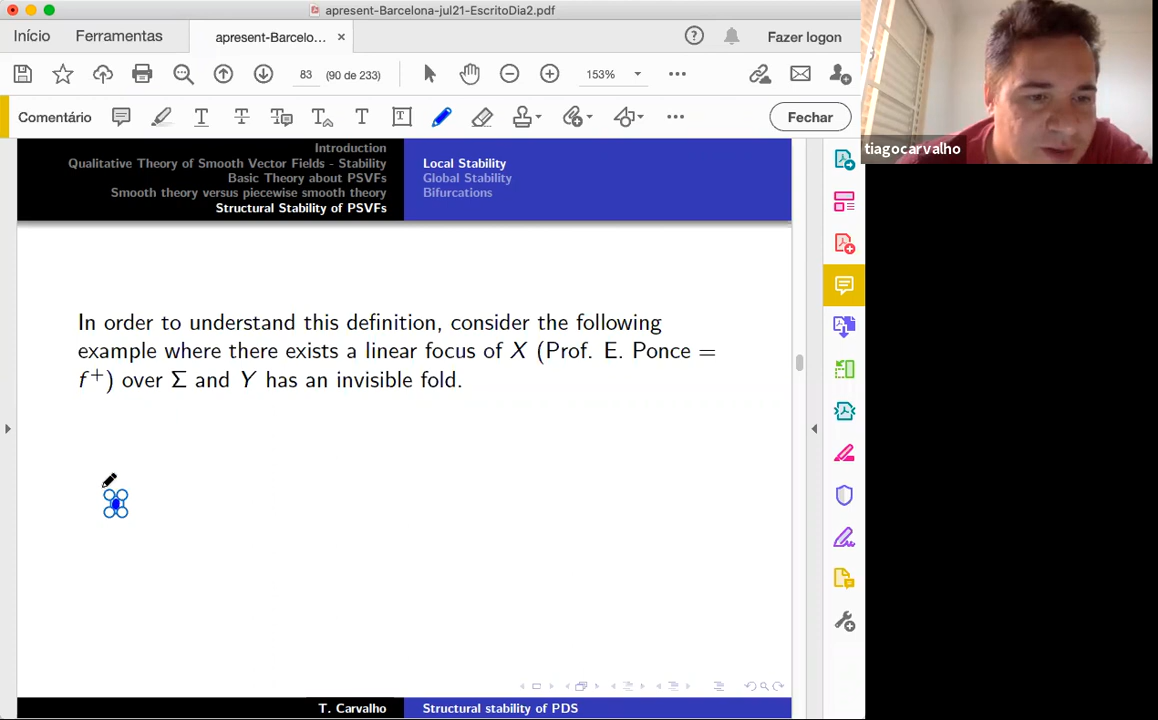 apresent-Barcelona-jul21-EscritoDia2.pdf
Início
Ferramentas
apresent-Barcelo...
Fazer logon
83
(90 de 233)
153%
Comentário
Fechar
tiagocarvalho
Introduction
Qualitative Theory of Smooth Vector Fields - Stability
Basic Theory about PSVFs
Smooth theory versus piecewise smooth theory
Structural Stability of PSVFs
Local Stability
Global Stability
Bifurcations
In order to understand this definition, consider the following
example where there exists a linear focus of X (Prof. E. Ponce =
f⁺) over Σ and Y has an invisible fold.
T. Carvalho
Structural stability of PDS